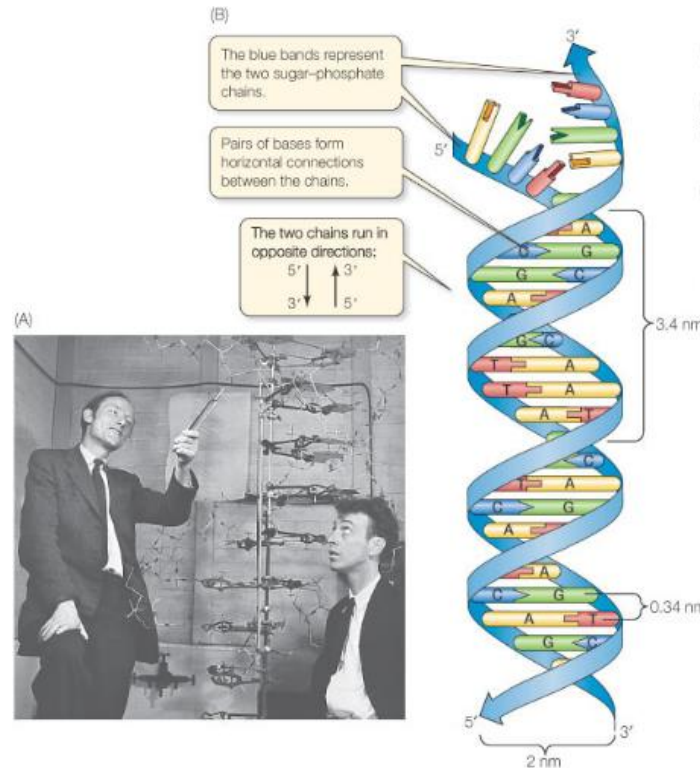 (B)
3′
The blue bands represent
the two sugar–phosphate
chains.
5′
Pairs of bases form
horizontal connections
between the chains.
The two chains run in
opposite directions:
5′ 3′
3′ 5′
A
C G
G C
A
3.4 nm
G C
T A
T A
A T
C
T A
C G
A
A
C G
0.34 nm
A T
G C
5′
3′
2 nm
(A)